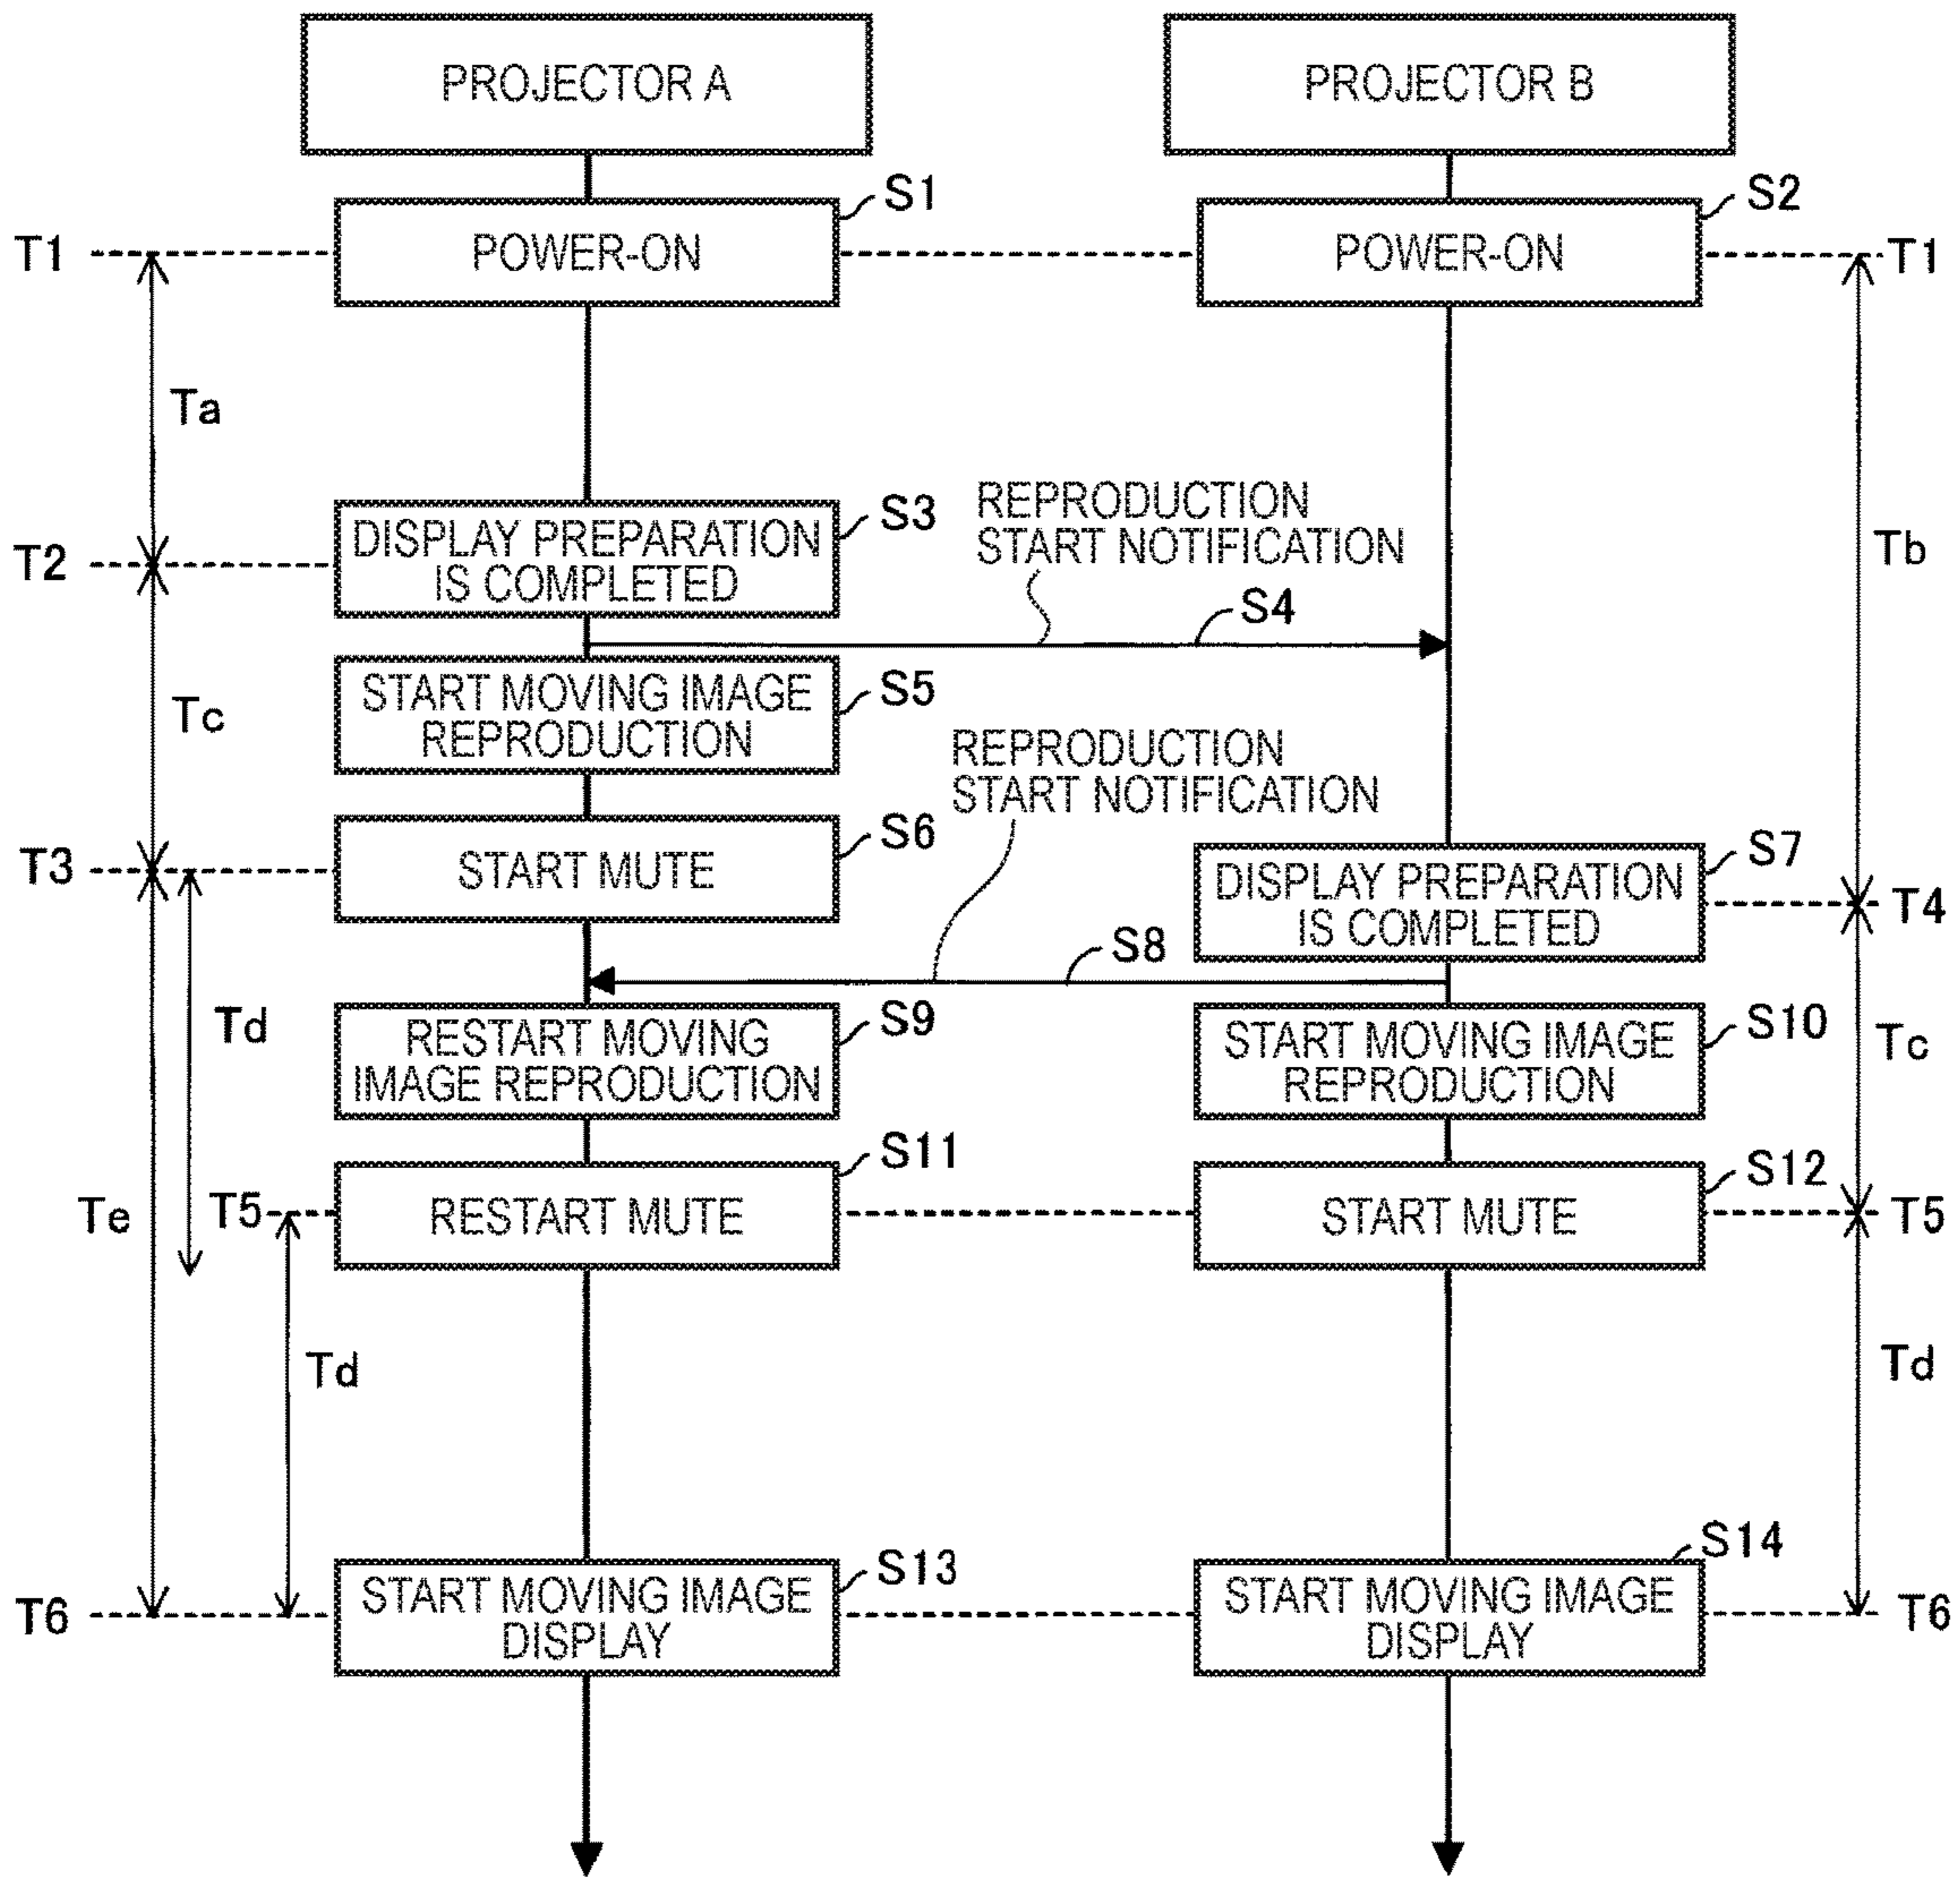 PROJECTOR A
PROJECTOR B
S1
S2
T1
POWER-ON
POWER-ON
T1
Ta
REPRODUCTION
START NOTIFICATION
S3
T2
DISPLAY PREPARATION
IS COMPLETED
Tb
S4
S5
Tc
START MOVING IMAGE
REPRODUCTION
REPRODUCTION
START NOTIFICATION
S6
S7
T3
START MUTE
DISPLAY PREPARATION
IS COMPLETED
T4
S8
Td
S9
S10
RESTART MOVING
IMAGE REPRODUCTION
START MOVING IMAGE
REPRODUCTION
Tc
S11
S12
Te
T5
RESTART MUTE
START MUTE
T5
Td
Td
S13
S14
T6
START MOVING IMAGE
DISPLAY
START MOVING IMAGE
DISPLAY
T6